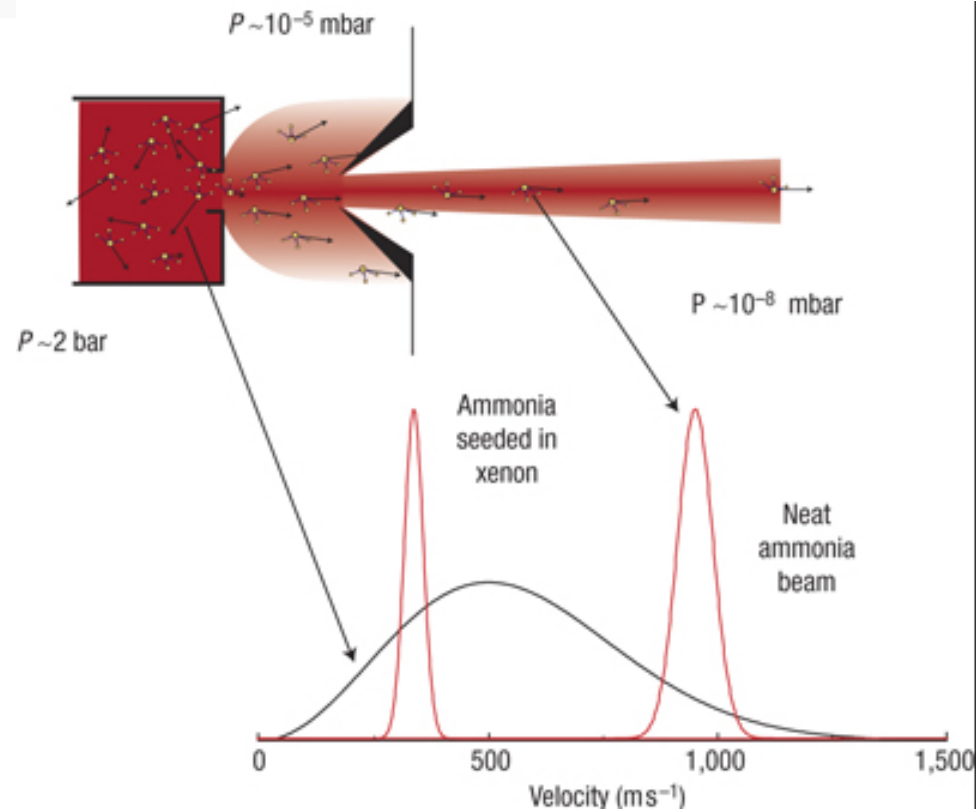 P ~10⁻⁵ mbar
P ~2 bar
P ~10⁻⁸ mbar
Ammonia
seeded in
xenon
Neat
ammonia
beam
0 500 1,000 1,500
Velocity (m s⁻¹)